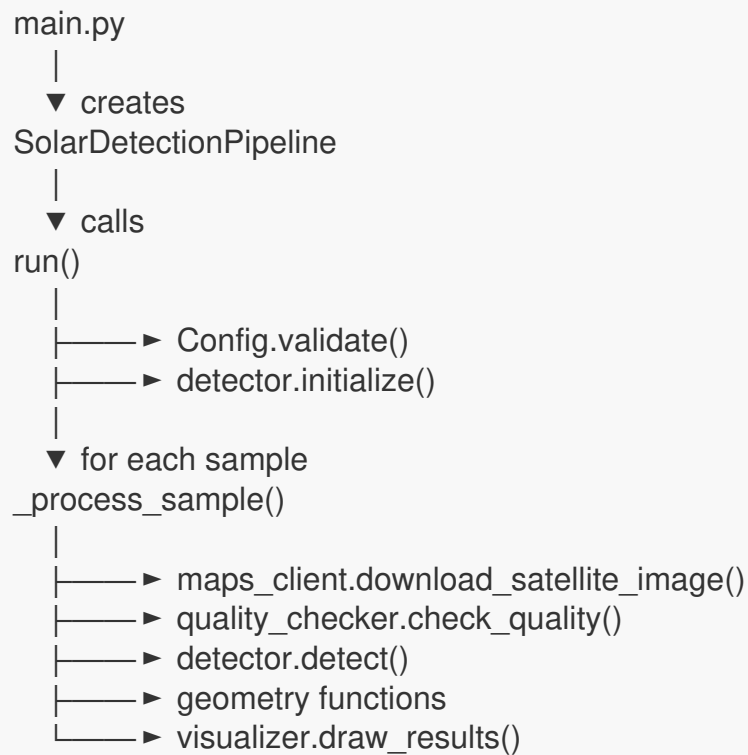 main.py
│
▼ creates
SolarDetectionPipeline
│
▼ calls
run()
│
├────► Config.validate()
├────► detector.initialize()
│
▼ for each sample
_process_sample()
│
├────► maps_client.download_satellite_image()
├────► quality_checker.check_quality()
├────► detector.detect()
├────► geometry functions
└────► visualizer.draw_results()